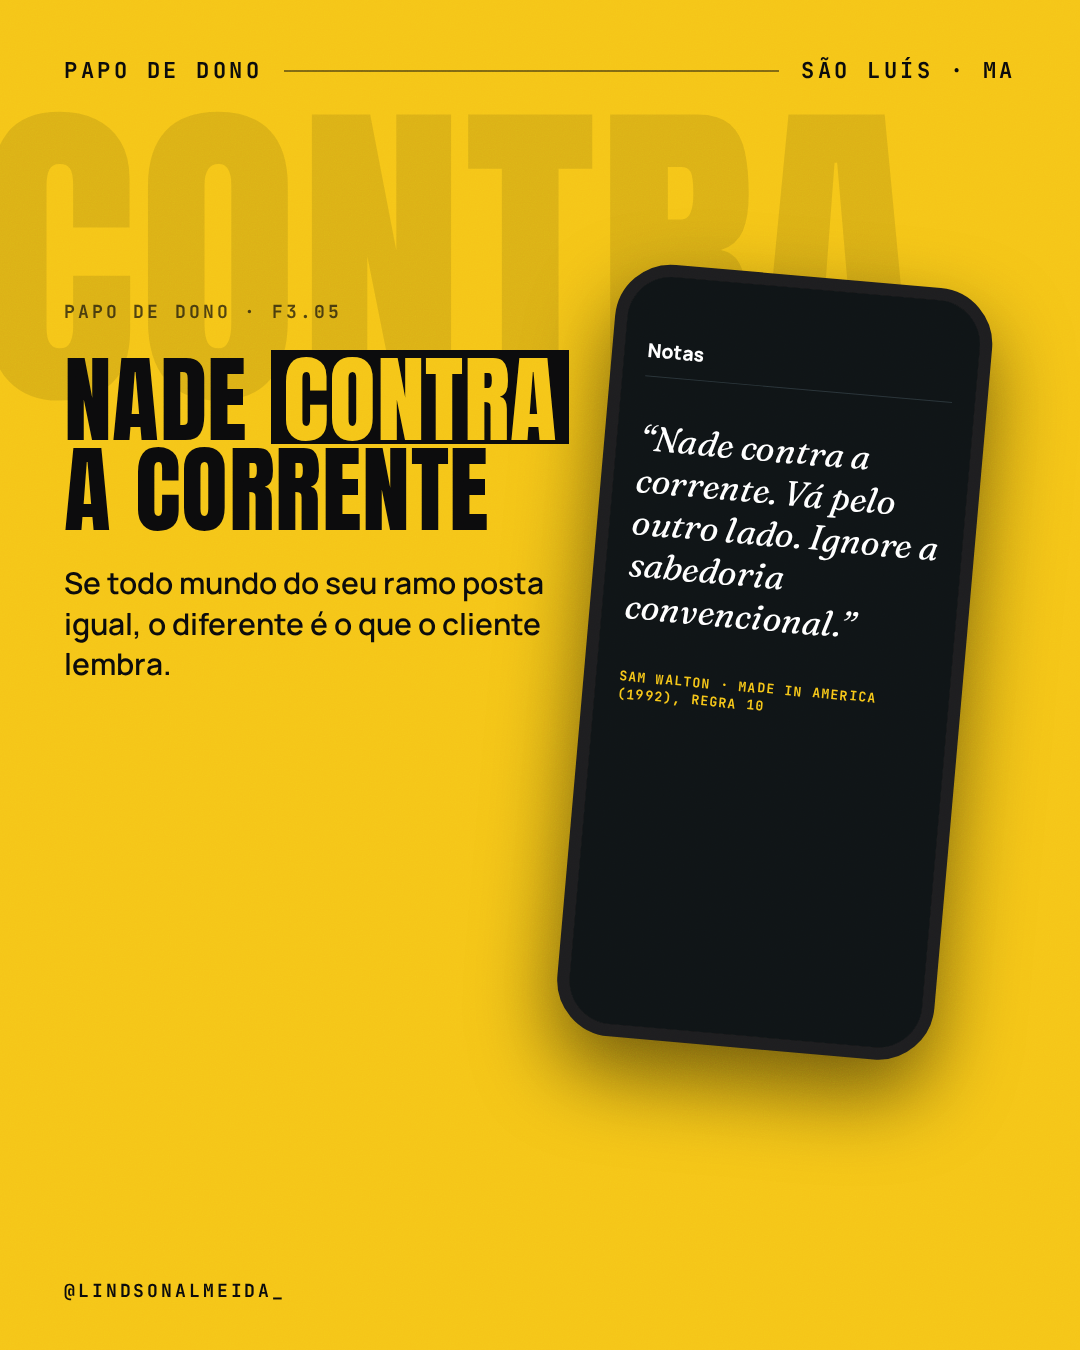 PAPO DE DONO
SÃO LUÍS · MA
CONTRA
PAPO DE DONO · F3.05
NADE CONTRA
A CORRENTE
Se todo mundo do seu ramo posta
igual, o diferente é o que o cliente
lembra.
Notas
“Nade contra a
corrente. Vá pelo
outro lado. Ignore a
sabedoria
convencional.”
SAM WALTON · MADE IN AMERICA
(1992), REGRA 10
@LINDSONALMEIDA_